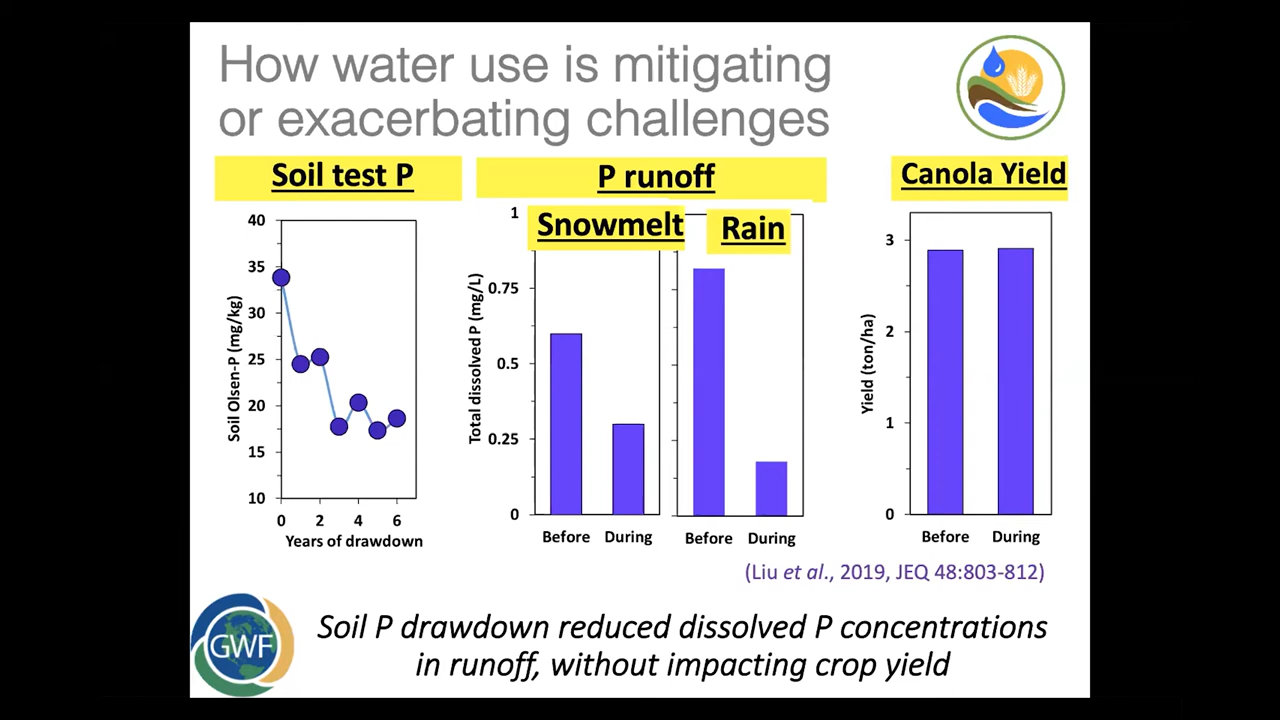 How water use is mitigating
or exacerbating challenges
Soil test P
P runoff
Canola Yield
Snowmelt
Rain
Soil Olsen-P (mg/kg)
40
35
30
25
20
15
10
0 2 4 6
Years of drawdown
Total dissolved P (mg/L)
1
0.75
0.5
0.25
0
Before During
Before During
Yield (ton/ha)
3
2
1
0
Before During
(Liu et al., 2019, JEQ 48:803-812)
GWF
Soil P drawdown reduced dissolved P concentrations
in runoff, without impacting crop yield